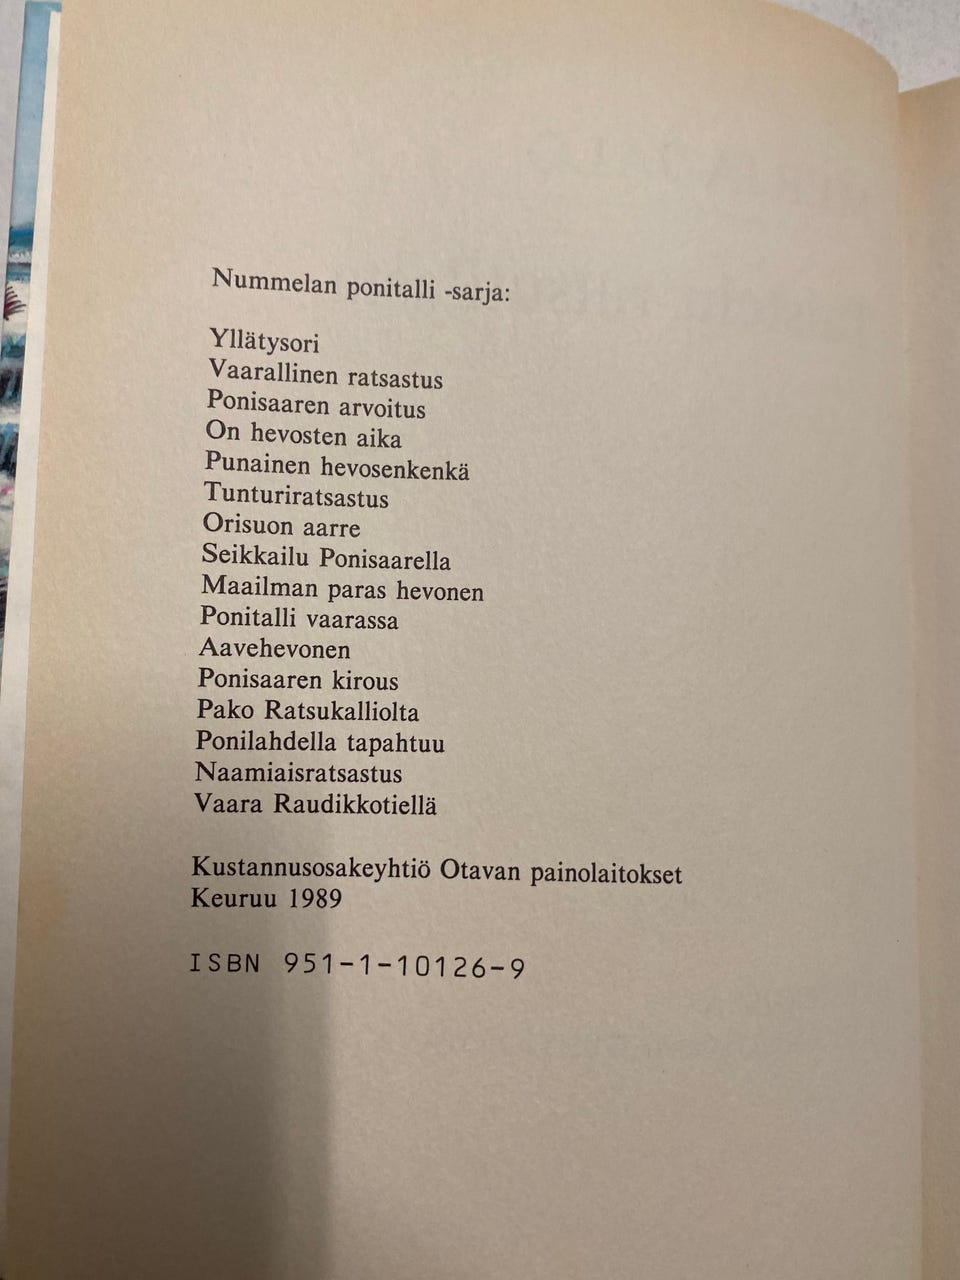 Nummelan ponitalli -sarja:
Yllätysori
Vaarallinen ratsastus
Ponisaaren arvoitus
On hevosten aika
Punainen hevosenkenkä
Tunturiratsastus
Orisuon aarre
Seikkailu Ponisaarella
Maailman paras hevonen
Ponitalli vaarassa
Aavehevonen
Ponisaaren kirous
Pako Ratsukalliolta
Ponilahdella tapahtuu
Naamiaisratsastus
Vaara Raudikkotiellä
Kustannusosakeyhtiö Otavan painolaitokset
Keuruu 1989
ISBN 951-1-10126-9